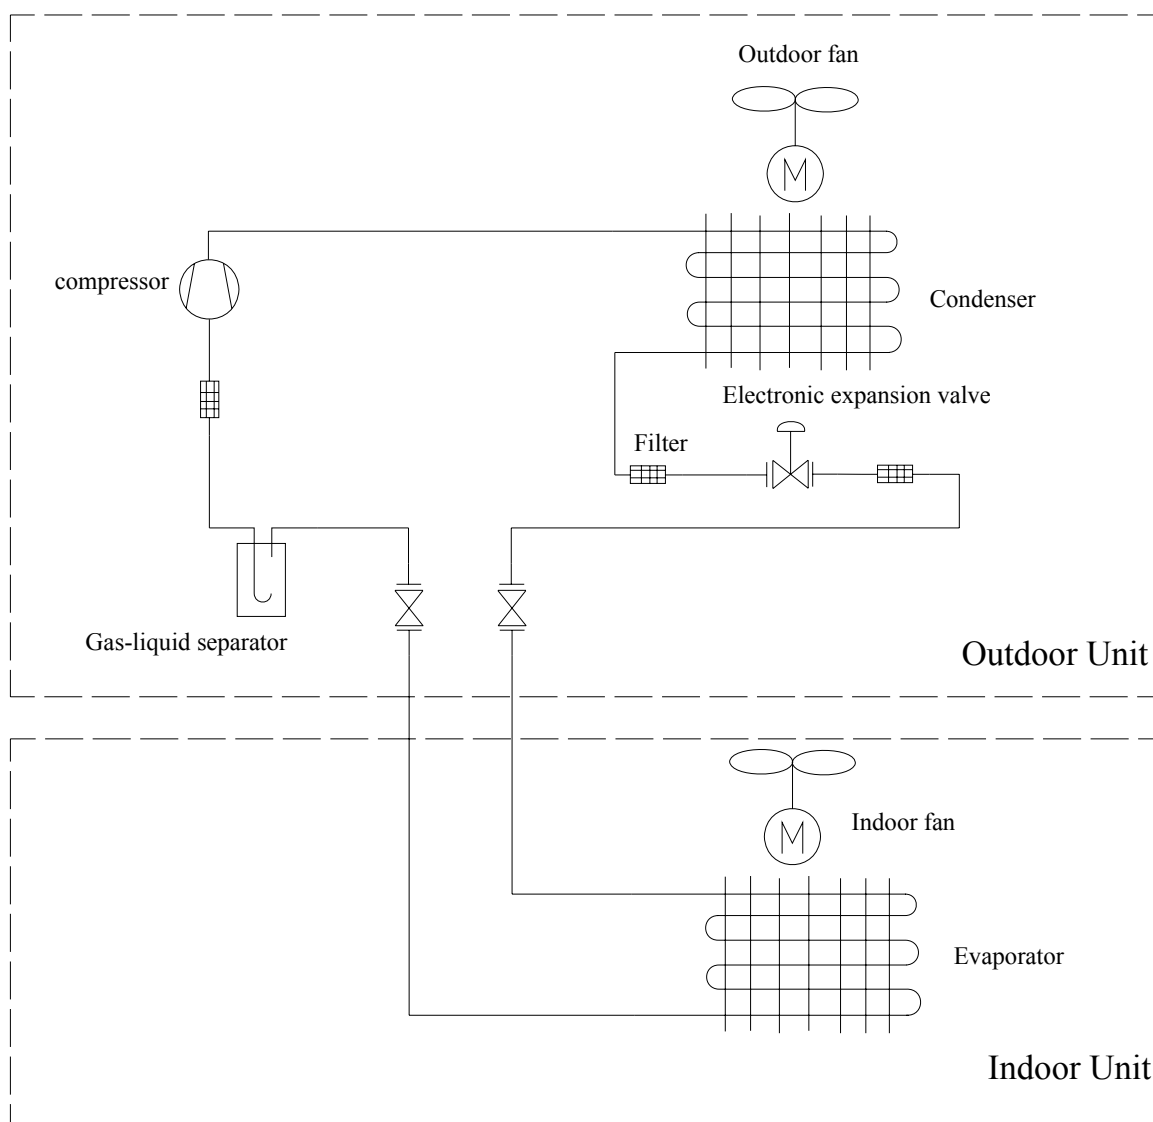 Outdoor fan
M
compressor
Condenser
Electronic expansion valve
Filter
Gas-liquid separator
Outdoor Unit
M
Indoor fan
Evaporator
Indoor Unit